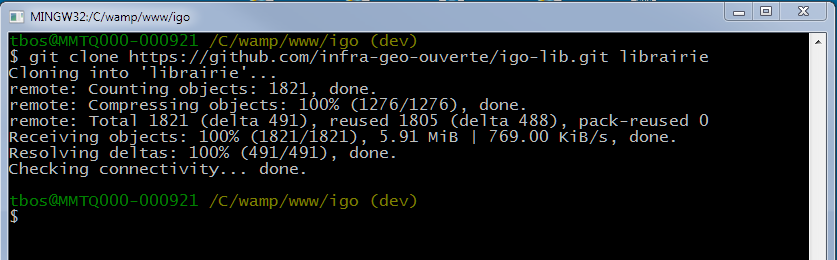 MINGW32:/C/wamp/www/igo
tbos@MMTQ000-000921 /C/wamp/www/igo (dev)
$ git clone https://github.com/infra-geo-ouverte/igo-lib.git librairie
Cloning into 'librairie'...
remote: Counting objects: 1821, done.
remote: Compressing objects: 100% (1276/1276), done.
remote: Total 1821 (delta 491), reused 1805 (delta 488), pack-reused 0
Receiving objects: 100% (1821/1821), 5.91 MiB | 769.00 KiB/s, done.
Resolving deltas: 100% (491/491), done.
Checking connectivity... done.
tbos@MMTQ000-000921 /C/wamp/www/igo (dev)
$